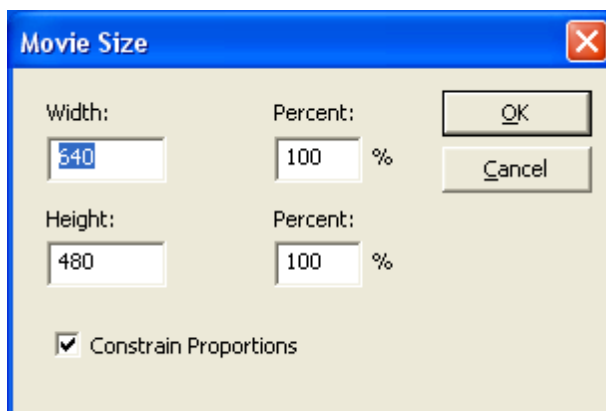 Movie Size
Width: Percent: OK
640 100 % Cancel
Height: Percent:
480 100 %
Constrain Proportions